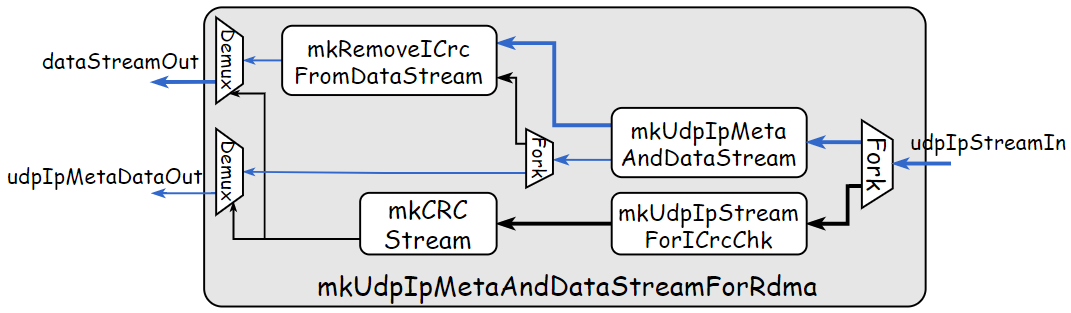 dataStreamOut
Demux
mkRemoveICrc
FromDataStream
mkUdpIpMeta
AndDataStream
Fork
udpIpStreamIn
Fork
udpIpMetaDataOut
Demux
mkCRC
Stream
mkUdpIpStream
ForICrcChk
mkUdpIpMetaAndDataStreamForRdma